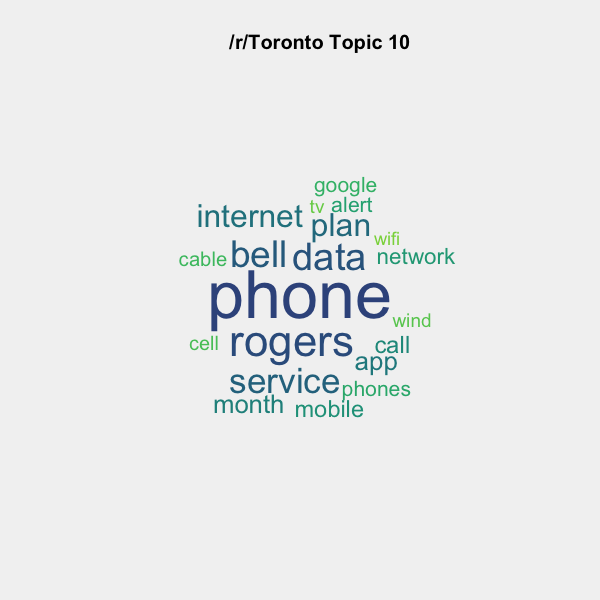 /r/Toronto Topic 10
google
tv alert
internet plan
wifi
cable bell data network
phone
wind
cell rogers call
app
service phones
month mobile